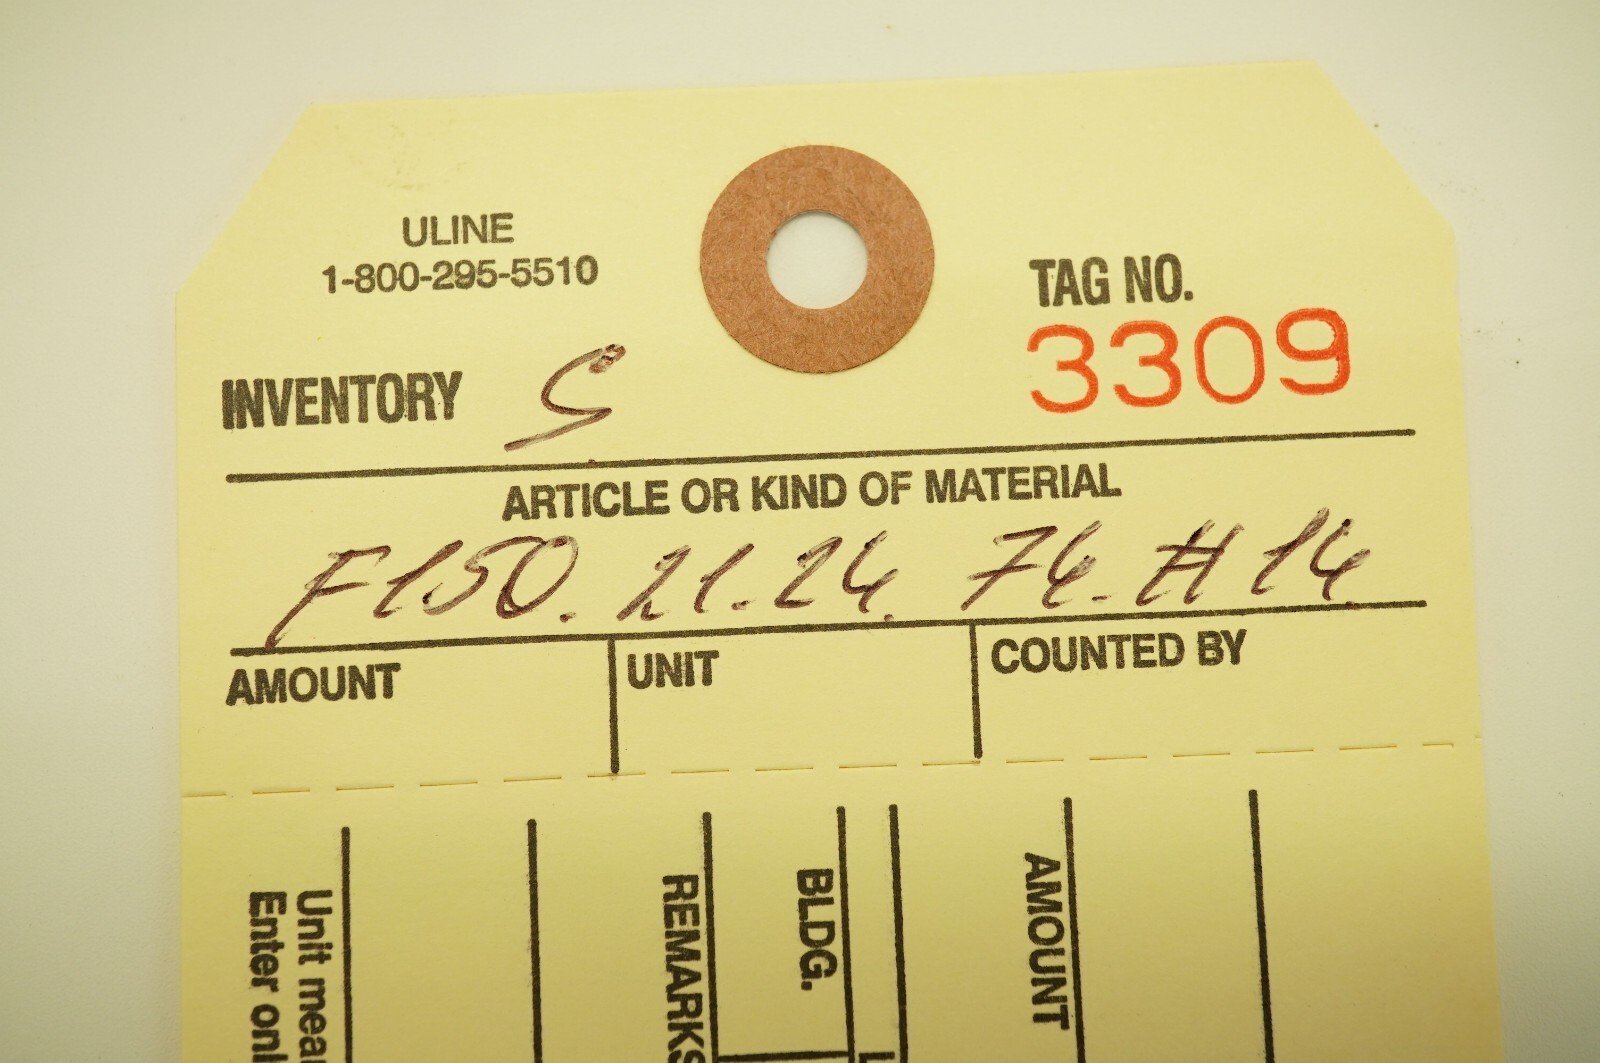 ULINE
1-800-295-5510
TAG NO.
3309
INVENTORY S
ARTICLE OR KIND OF MATERIAL
F150. 21.24. 74. H14.
AMOUNT
UNIT
COUNTED BY
Unit mea
Enter onl
REMARKS
BLDG.
AMOUNT